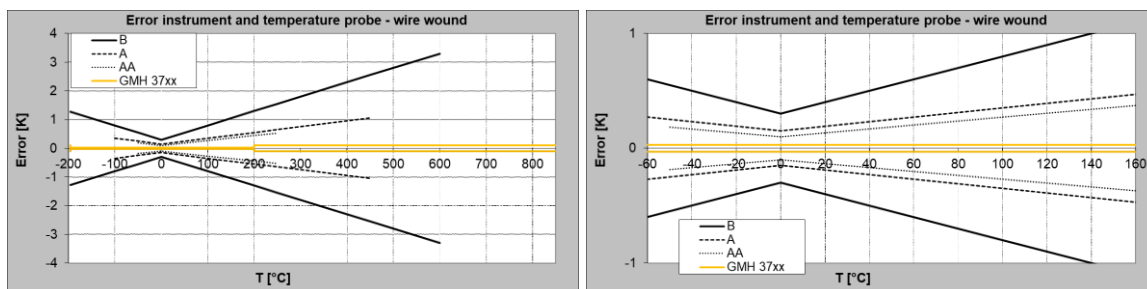 Error instrument and temperature probe - wire wound
4
3
2
1
0
-1
-2
-3
-4
Error [K]
B
A
AA
GMH 37xx
-200 -100 0 100 200 300 400 500 600 700 800
T [°C]
Error instrument and temperature probe - wire wound
1
0
-1
Error [K]
-60 -40 -20 0 20 40 60 80 100 120 140 160
B
A
AA
GMH 37xx
T [°C]